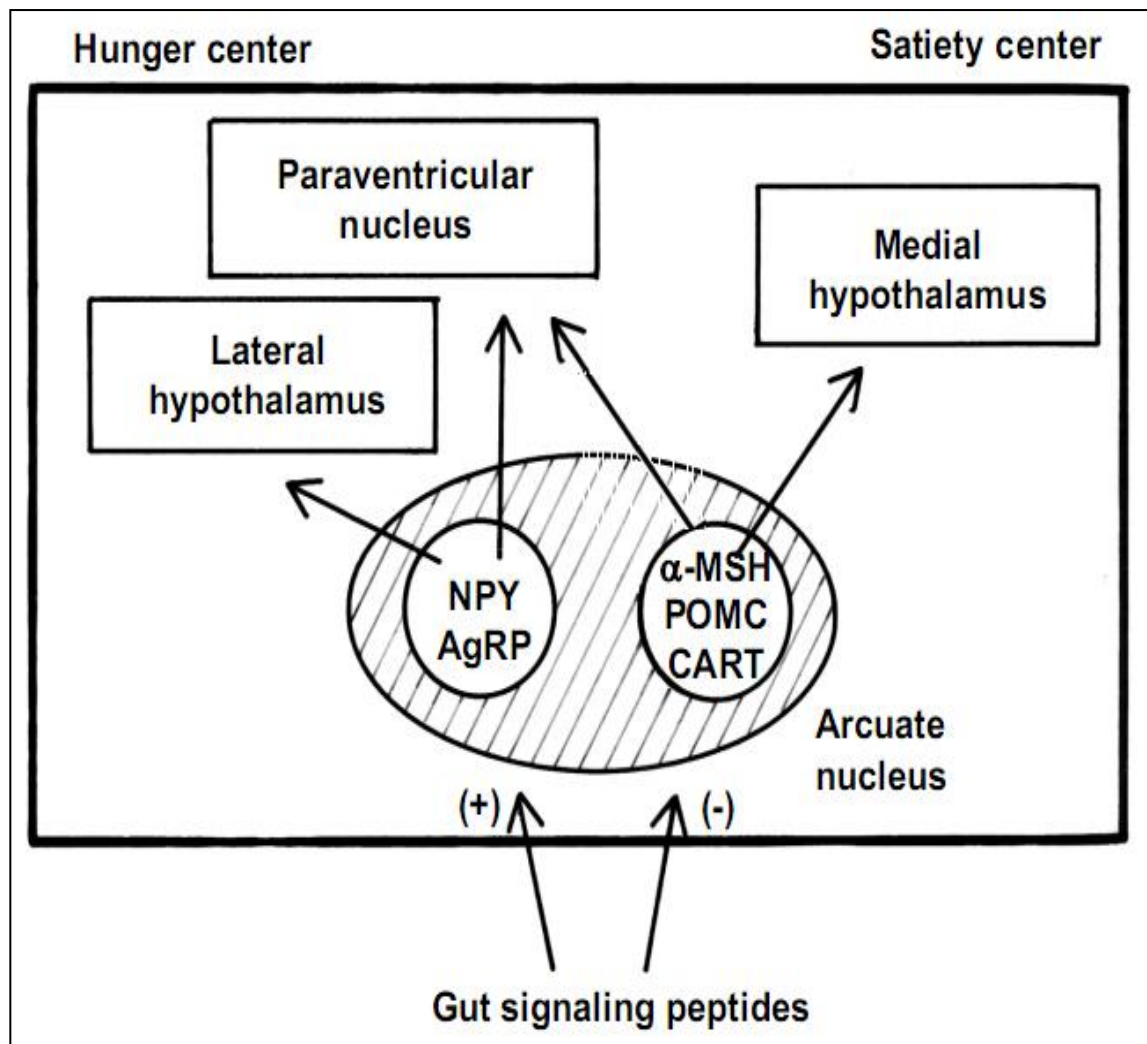 Hunger center
Satiety center
Paraventricular
nucleus
Medial
hypothalamus
Lateral
hypothalamus
NPY
AgRP
α-MSH
POMC
CART
Arcuate
nucleus
(+)
(-)
Gut signaling peptides